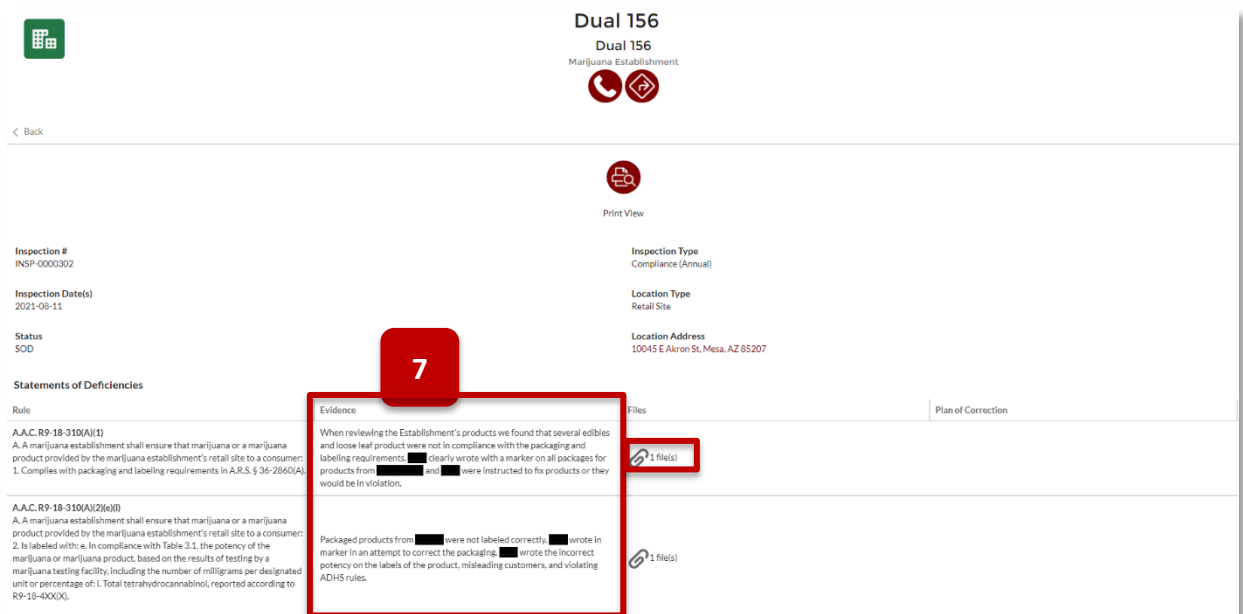 Dual 156
Dual 156
Marijuana Establishment
Back
Print View
Inspection #
INSP-0000302
Inspection Type
Compliance (Annual)
Inspection Date(s)
2021-08-11
Location Type
Retail Site
Status
SOD
Location Address
10045 E Akron St, Mesa, AZ 85207
7
Statements of Deficiencies
Rule
Evidence
Files
Plan of Correction
A.A.C. R9-18-310(A)(1)
A. A marijuana establishment shall ensure that marijuana or a marijuana
product provided by the marijuana establishment's retail site to a consumer:
1. Complies with packaging and labeling requirements in A.R.S. § 36-2860(A).
When reviewing the Establishment's products we found that several edibles
and loose leaf product were not in compliance with the packaging and
labeling requirements. clearly wrote with a marker on all packages for
products from and were instructed to fix products or they
would be in violation.
1 file(s)
A.A.C. R9-18-310(A)(2)(e)(i)
A. A marijuana establishment shall ensure that marijuana or a marijuana
product provided by the marijuana establishment's retail site to a consumer:
2. Is labeled with: e. In compliance with Table 3.1, the potency of the
marijuana or marijuana product, based on the results of testing by a
marijuana testing facility, including the number of milligrams per designated
unit or percentage of: i. Total tetrahydrocannabinol, reported according to
R9-18-4XX(X).
Packaged products from were not labeled correctly. wrote in
marker in an attempt to correct the packaging. wrote the incorrect
potency on the labels of the product, misleading customers, and violating
ADHS rules.
1 file(s)